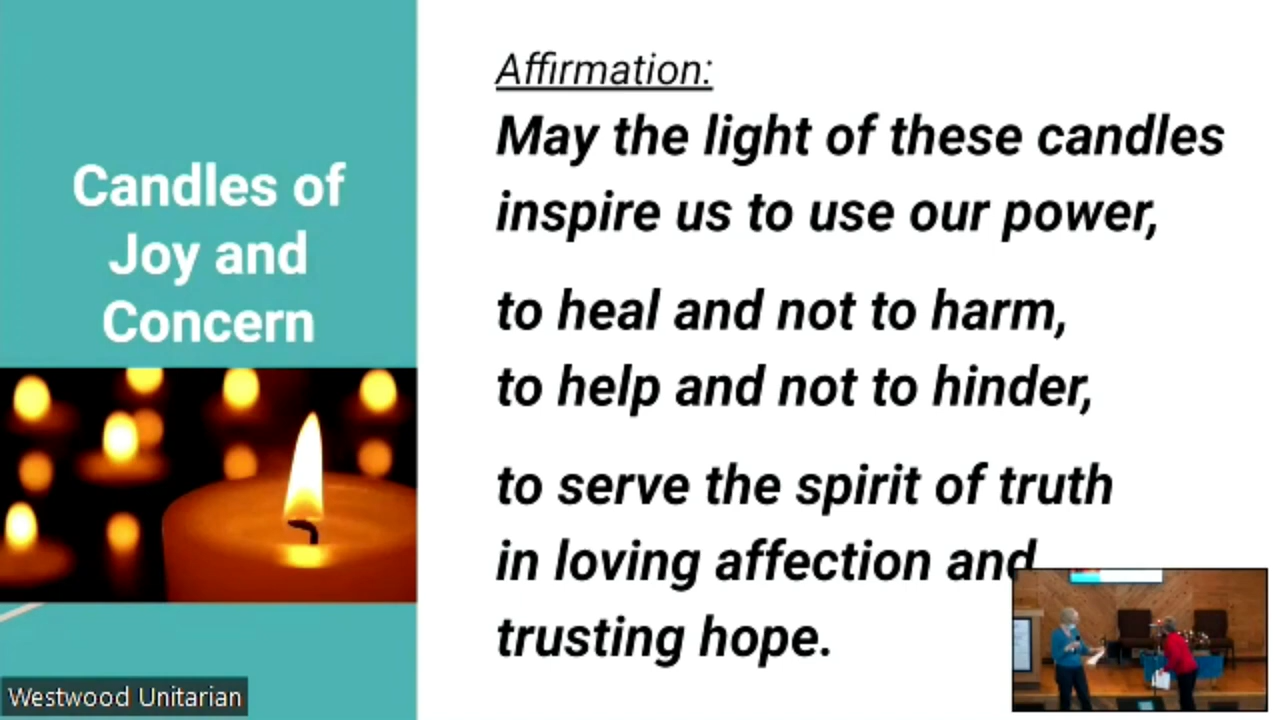 Candles of
Joy and
Concern
Affirmation:
May the light of these candles
inspire us to use our power,
to heal and not to harm,
to help and not to hinder,
to serve the spirit of truth
in loving affection and
trusting hope.
Westwood Unitarian